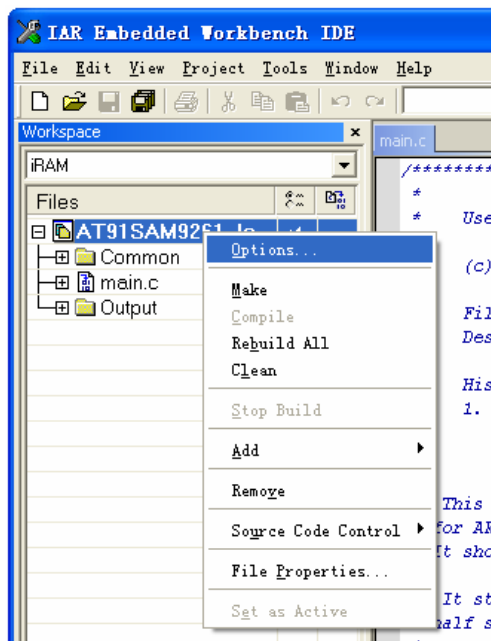 IAR Embedded Workbench IDE
File Edit View Project Tools Window Help
Workspace
main.c
iRAM
Files
AT91SAM9261
Common
main.c
Output
Options...
Make
Compile
Rebuild All
Clean
Stop Build
Add
Remove
Source Code Control
File Properties...
Set as Active
/********
*
* Use
(c)
Fil
Des
His
1.
This
for AR
It sho
It st
half s